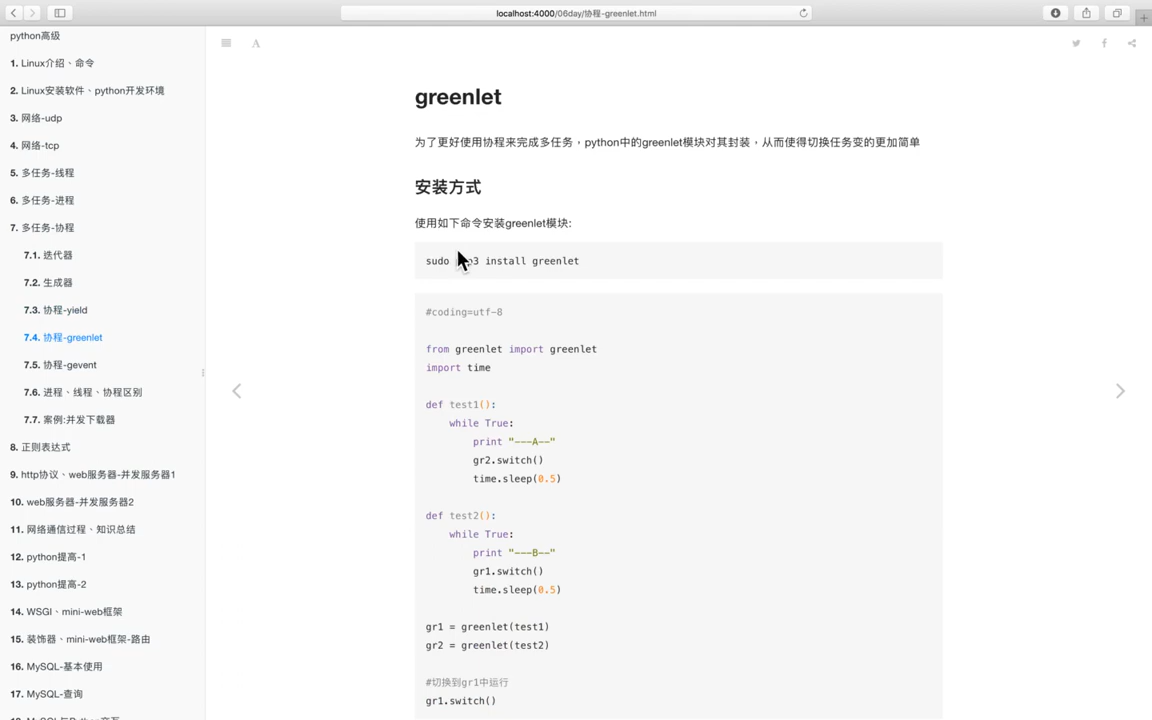 localhost:4000/06day/协程-greenlet.html
python高级
1. Linux介绍、命令
2. Linux安装软件、python开发环境
3. 网络-udp
4. 网络-tcp
5. 多任务-线程
6. 多任务-进程
7. 多任务-协程
7.1. 迭代器
7.2. 生成器
7.3. 协程-yield
7.4. 协程-greenlet
7.5. 协程-gevent
7.6. 进程、线程、协程区别
7.7. 案例:并发下载器
8. 正则表达式
9. http协议、web服务器-并发服务器1
10. web服务器-并发服务器2
11. 网络通信过程、知识总结
12. python提高-1
13. python提高-2
14. WSGI、mini-web框架
15. 装饰器、mini-web框架-路由
16. MySQL-基本使用
17. MySQL-查询
A
greenlet
为了更好使用协程来完成多任务，python中的greenlet模块对其封装，从而使得切换任务变的更加简单
安装方式
使用如下命令安装greenlet模块:
sudo install greenlet
#coding=utf-8
from greenlet import greenlet
import time
def test1():
while True:
print "---A--"
gr2.switch()
time.sleep(0.5)
def test2():
while True:
print "---B--"
gr1.switch()
time.sleep(0.5)
gr1 = greenlet(test1)
gr2 = greenlet(test2)
#切换到gr1中运行
gr1.switch()